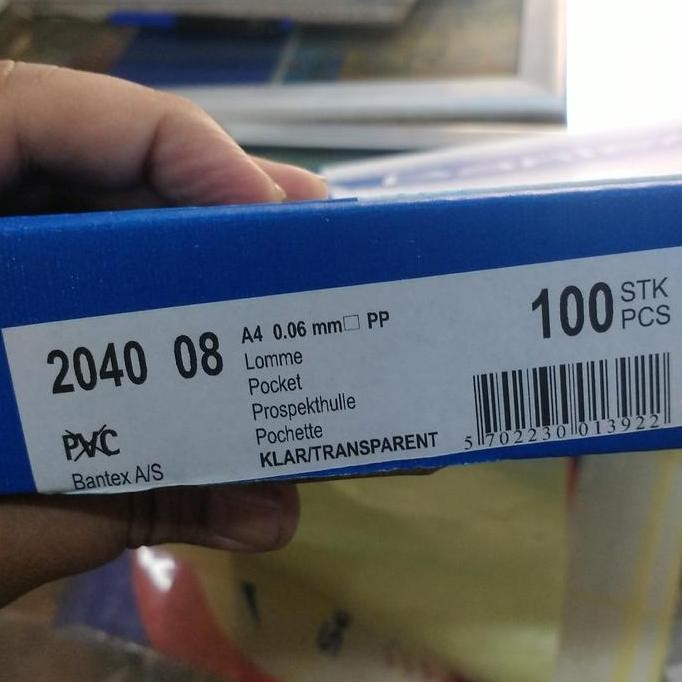 2040 08
A4 0.06 mm□ PP
Lomme
Pocket
Prospekthulle
Pochette
KLAR/TRANSPARENT
PVC
Bantex A/S
100 STK
PCS
5 702230 013922